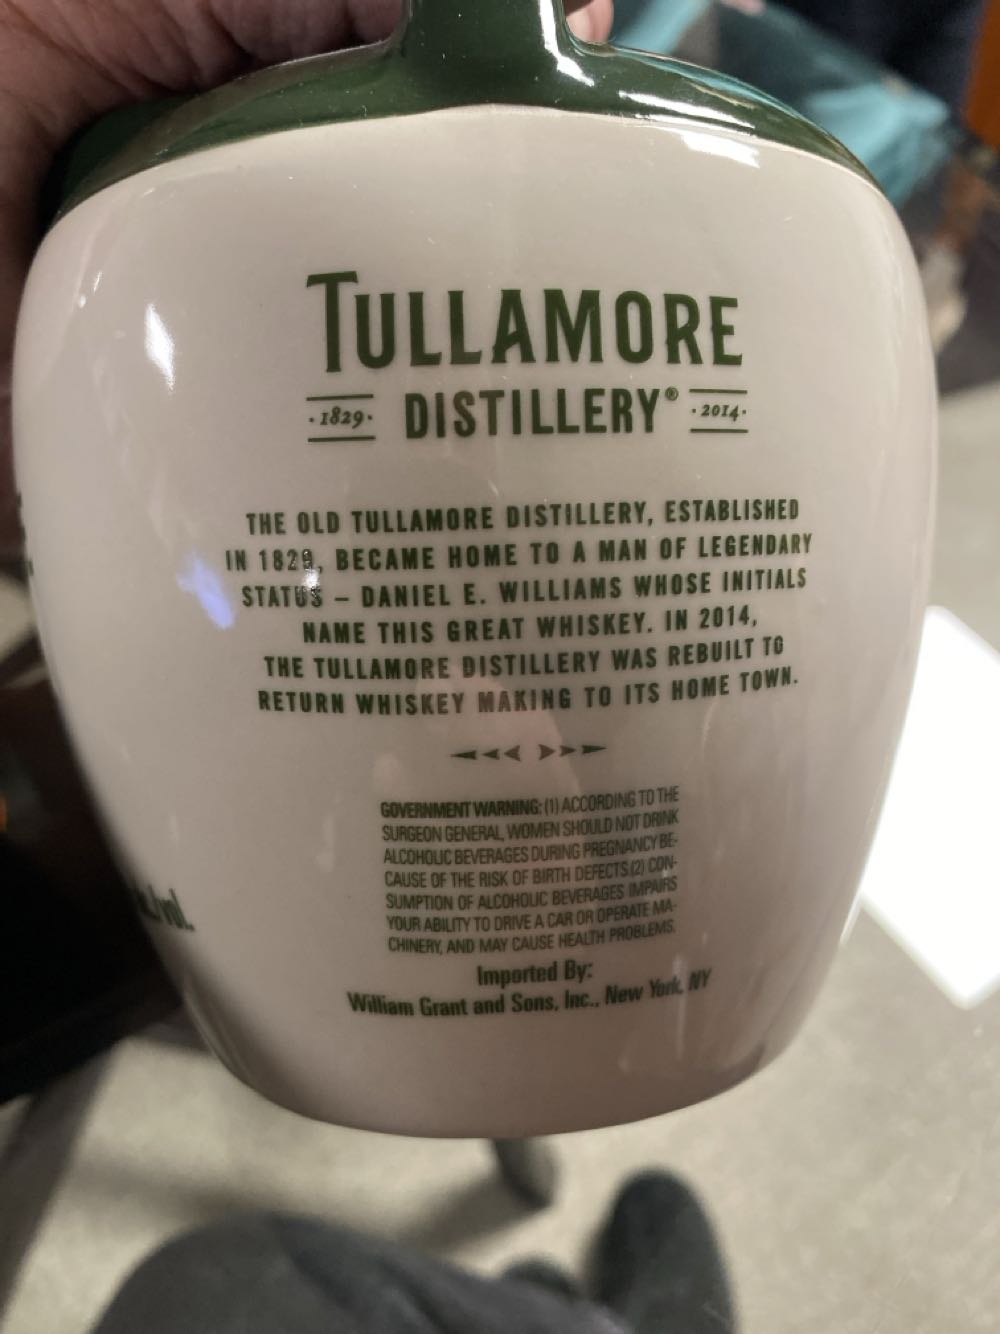 TULLAMORE
·1829· DISTILLERY® ·2014·
THE OLD TULLAMORE DISTILLERY, ESTABLISHED
IN 1829, BECAME HOME TO A MAN OF LEGENDARY
STATUS – DANIEL E. WILLIAMS WHOSE INITIALS
NAME THIS GREAT WHISKEY. IN 2014,
THE TULLAMORE DISTILLERY WAS REBUILT TO
RETURN WHISKEY MAKING TO ITS HOME TOWN.
GOVERNMENT WARNING: (1) ACCORDING TO THE
SURGEON GENERAL, WOMEN SHOULD NOT DRINK
ALCOHOLIC BEVERAGES DURING PREGNANCY BE-
CAUSE OF THE RISK OF BIRTH DEFECTS.(2) CON-
SUMPTION OF ALCOHOLIC BEVERAGES IMPAIRS
YOUR ABILITY TO DRIVE A CAR OR OPERATE MA-
CHINERY, AND MAY CAUSE HEALTH PROBLEMS.
Imported By:
William Grant and Sons, Inc., New York, NY